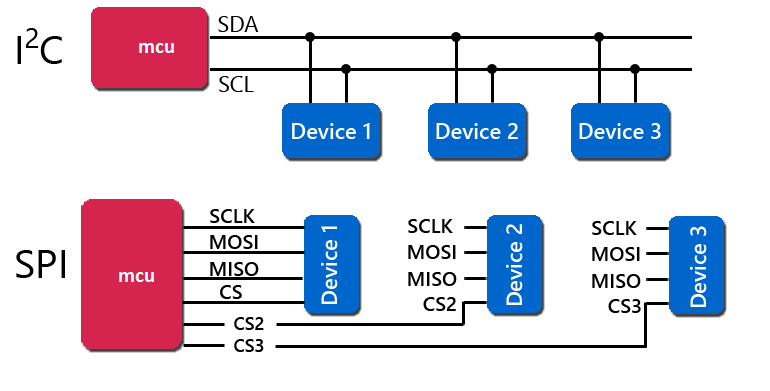 I²C
mcu
SDA
SCL
Device 1
Device 2
Device 3
SPI
mcu
SCLK
MOSI
MISO
CS
CS2
CS3
Device 1
SCLK
MOSI
MISO
CS2
Device 2
SCLK
MOSI
MISO
CS3
Device 3